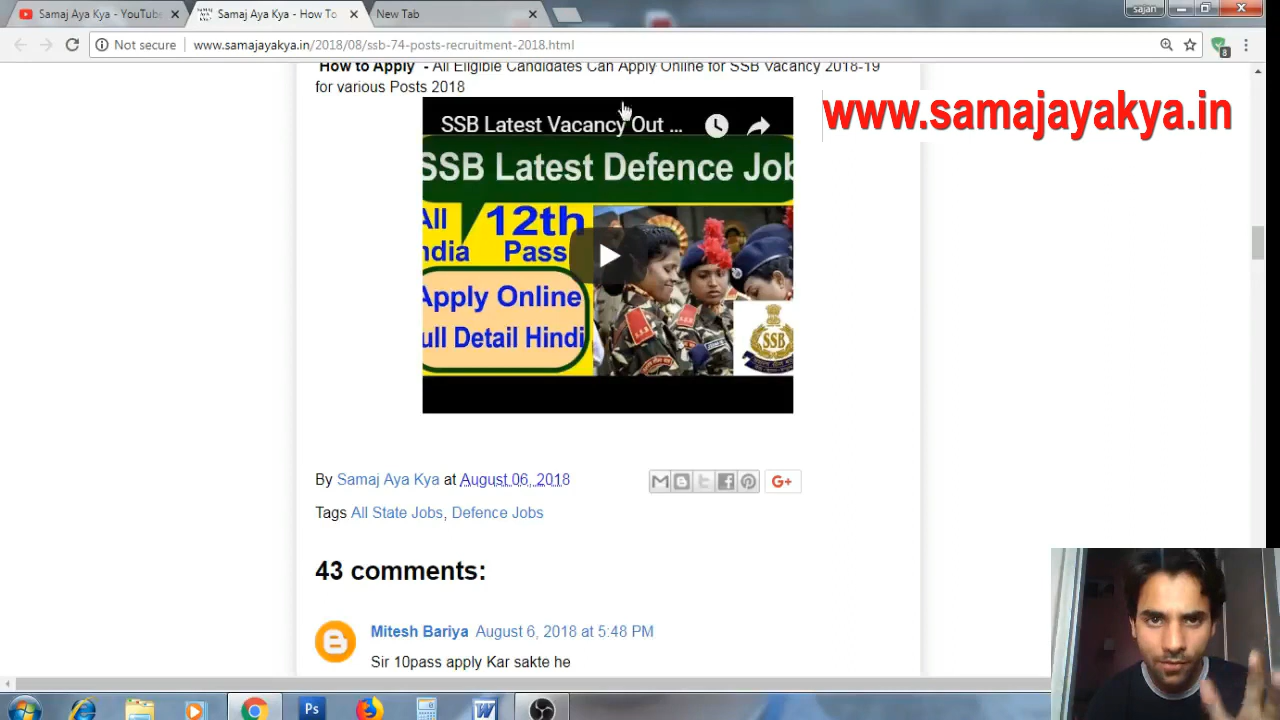 Samaj Aya Kya - YouTube
Samaj Aya Kya - How To
New Tab
sajan
Not secure
www.samajayakya.in/2018/08/ssb-74-posts-recruitment-2018.html
8
How to Apply - All Eligible Candidates Can Apply Online for SSB Vacancy 2018-19
for various Posts 2018
www.samajayakya.in
SSB Latest Vacancy Out ...
SSB Latest Defence Job
All
ndia
12th
Pass
Apply Online
ull Detail Hindi
SSB
By Samaj Aya Kya at August 06, 2018
G+
Tags All State Jobs, Defence Jobs
43 comments:
Mitesh Bariya August 6, 2018 at 5:48 PM
Sir 10pass apply Kar sakte he
Ps